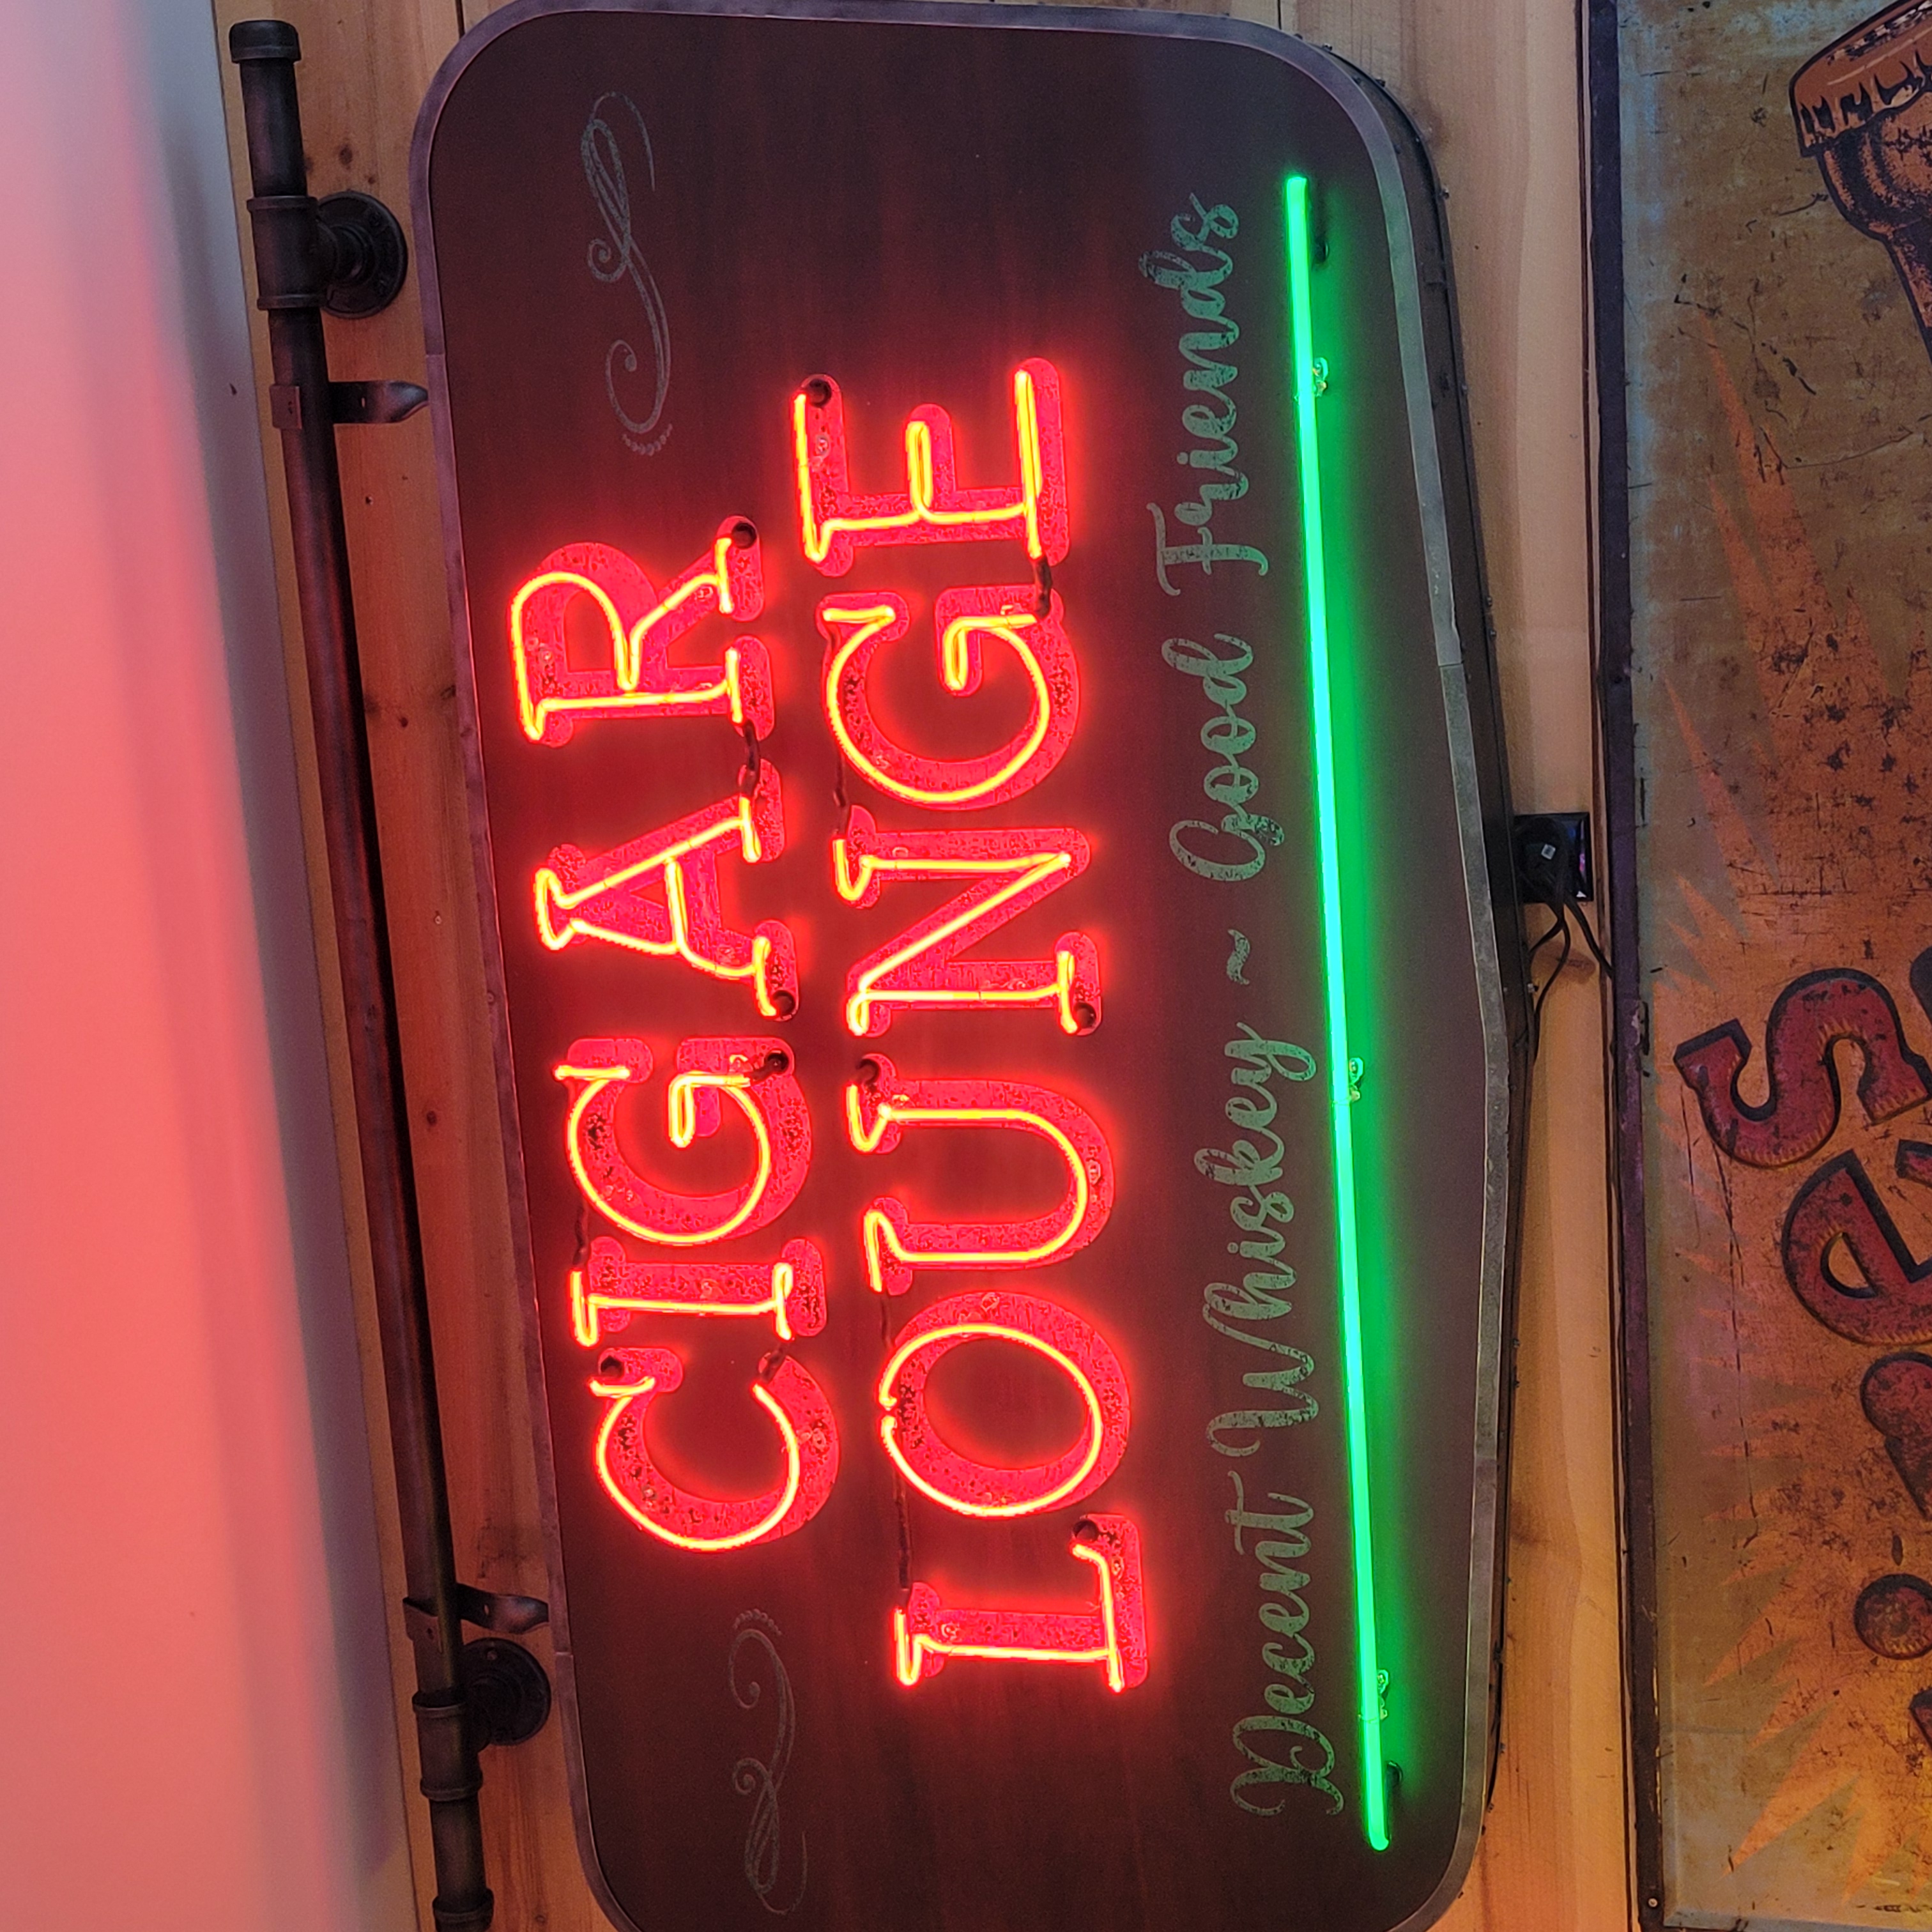 CIGAR
LOUNGE
Decent Whiskey ~ Good Friends